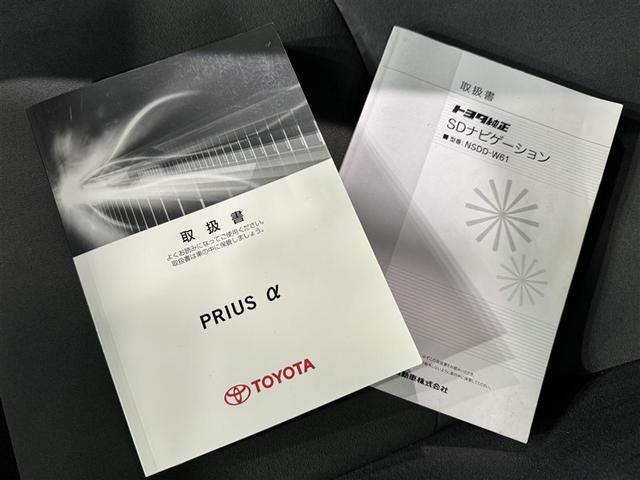 取扱書
よくお読みになってご使用ください。
取扱書は車の中に保管しましょう。
PRIUS α
TOYOTA
取扱書
トヨタ純正
SDナビゲーション
■ 型番：NSDD-W61
動車株式会社